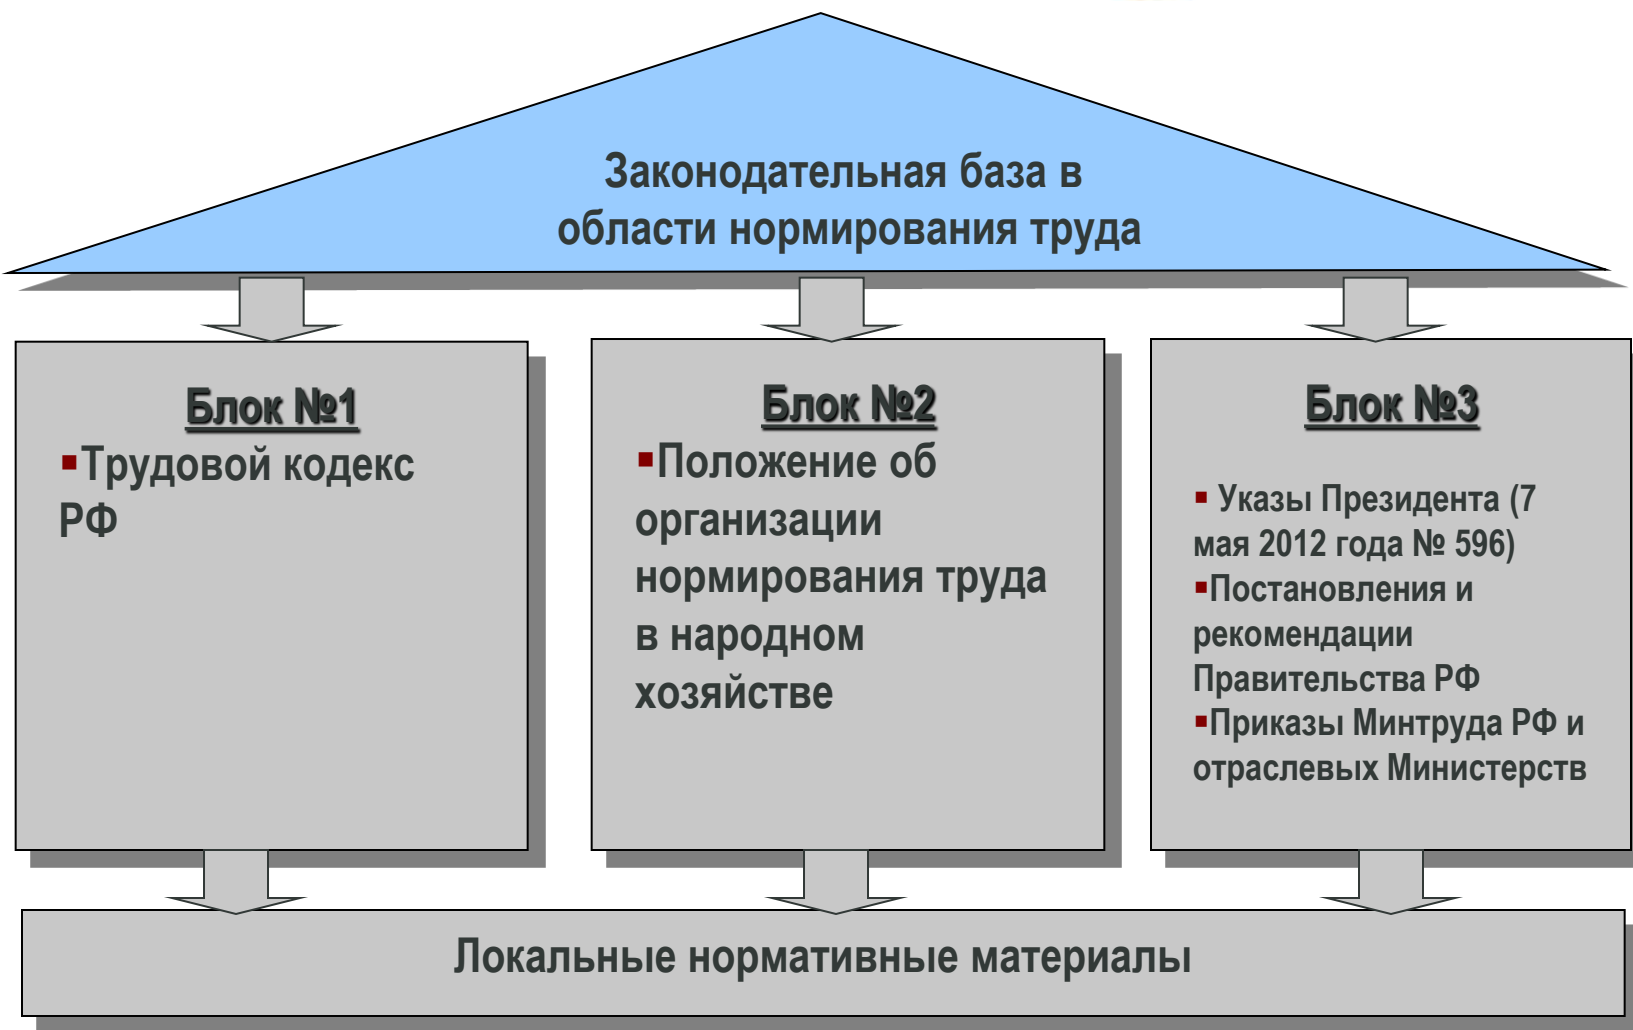 Законодательная база в
области нормирования труда
Блок №1
▪Трудовой кодекс
РФ
Блок №2
▪Положение об
организации
нормирования труда
в народном
хозяйстве
Блок №3
▪ Указы Президента (7
мая 2012 года № 596)
▪Постановления и
рекомендации
Правительства РФ
▪Приказы Минтруда РФ и
отраслевых Министерств
Локальные нормативные материалы